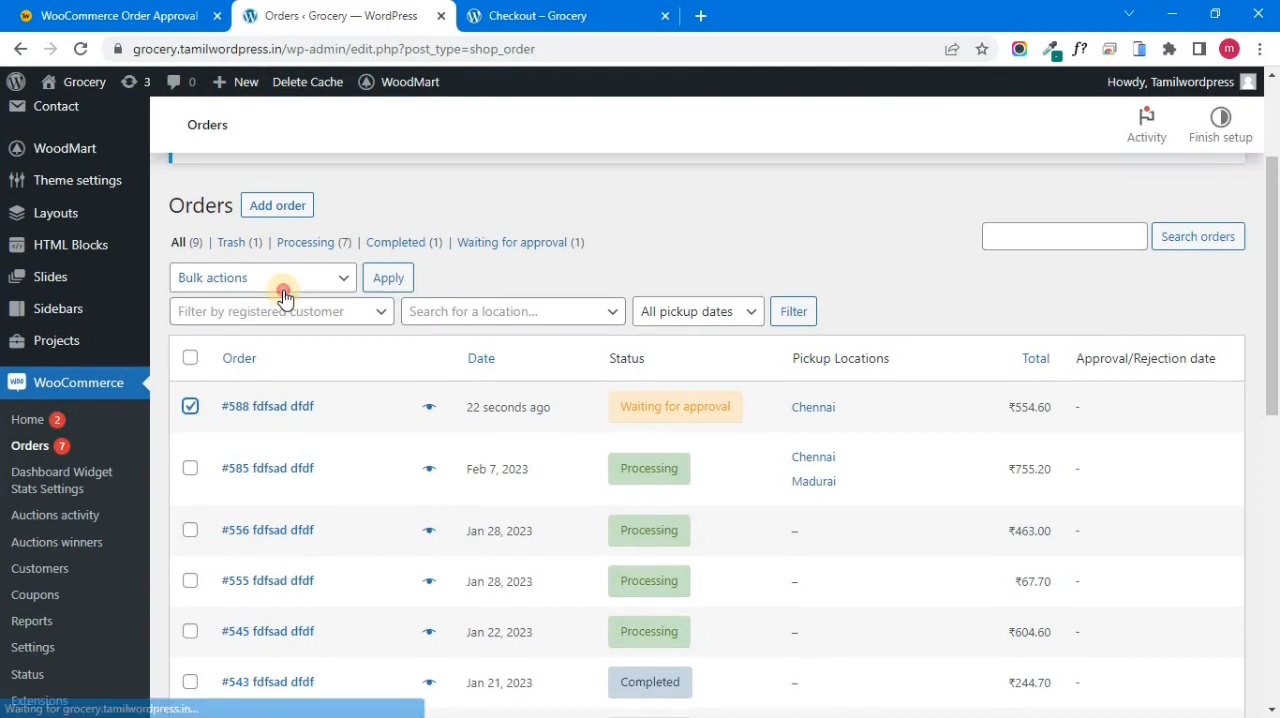 WooCommerce Order Approval
Orders ‹ Grocery — WordPress
Checkout – Grocery
grocery.tamilwordpress.in/wp-admin/edit.php?post_type=shop_order
Grocery 3 0 New Delete Cache WoodMart Howdy, Tamilwordpress
Contact
WoodMart
Theme settings
Layouts
HTML Blocks
Slides
Sidebars
Projects
WooCommerce
Home 2
Orders 7
Dashboard Widget
Stats Settings
Auctions activity
Auctions winners
Customers
Coupons
Reports
Settings
Status
Extensions
Waiting for grocery.tamilwordpress.in...
Orders
Activity
Finish setup
Orders Add order
All (9) | Trash (1) | Processing (7) | Completed (1) | Waiting for approval (1)
Search orders
Bulk actions Apply
Filter by registered customer Search for a location... All pickup dates Filter
Order Date Status Pickup Locations Total Approval/Rejection date
#588 fdfsad dfdf 22 seconds ago Waiting for approval Chennai ₹554.60 -
#585 fdfsad dfdf Feb 7, 2023 Processing Chennai ₹755.20 -
Madurai
#556 fdfsad dfdf Jan 28, 2023 Processing – ₹463.00 -
#555 fdfsad dfdf Jan 28, 2023 Processing – ₹67.70 -
#545 fdfsad dfdf Jan 22, 2023 Processing – ₹604.60 -
#543 fdfsad dfdf Jan 21, 2023 Completed – ₹244.70 -